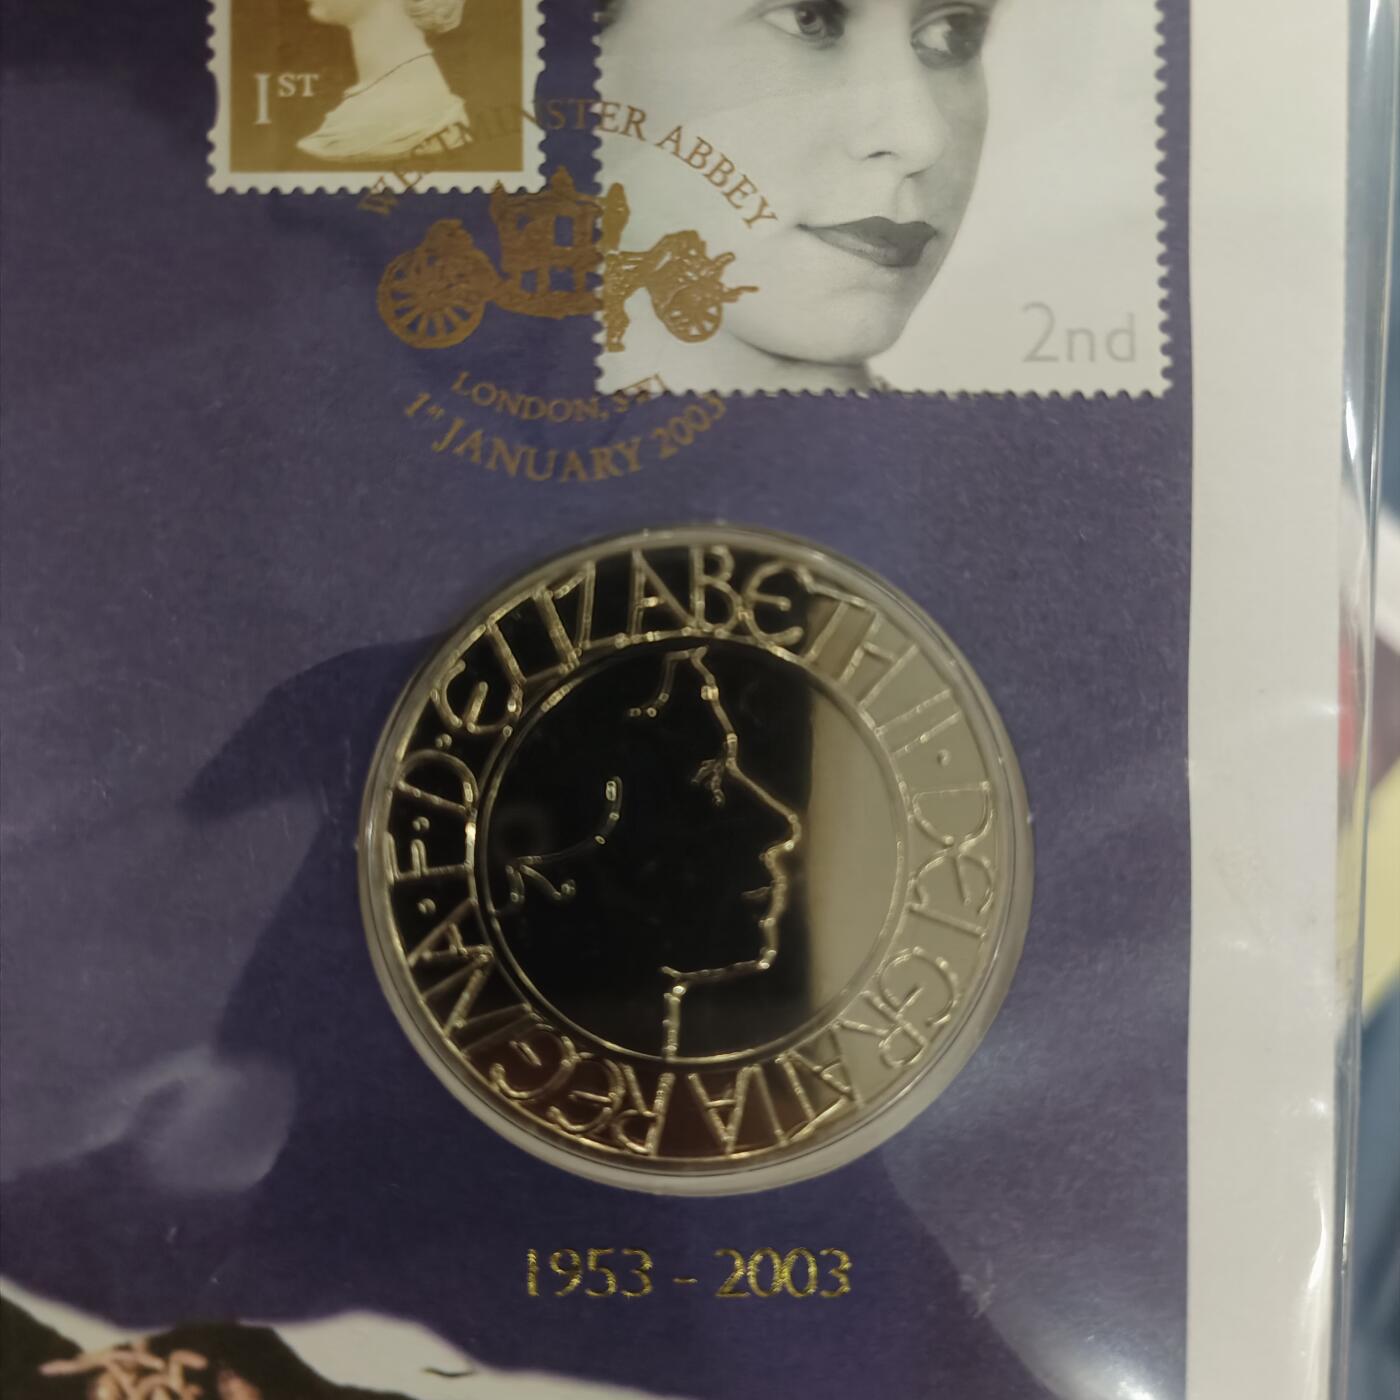 1ST
WESTMINSTER ABBEY
2nd
LONDON, SW1
1st JANUARY 2003
ELIZABETH II · DEI GRATIA REGINA · F · D ·
1953 - 2003